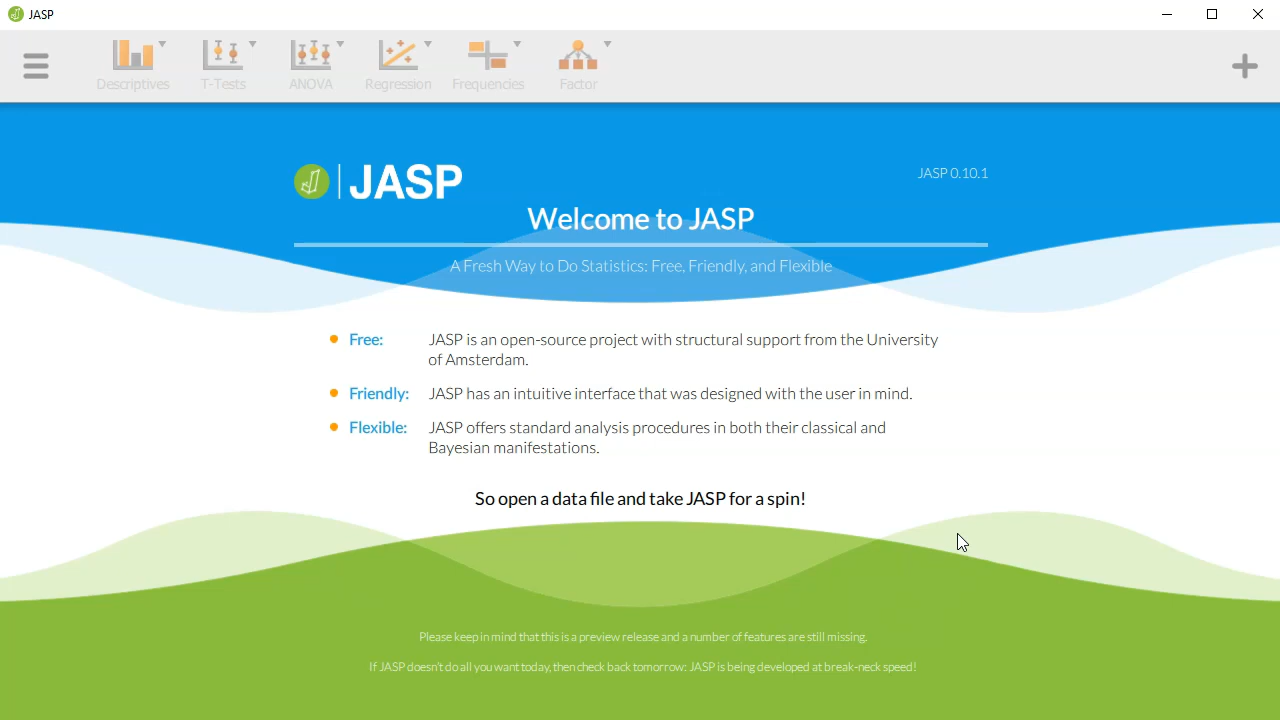 JASP
Descriptives T-Tests ANOVA Regression Frequencies Factor
JASP
JASP 0.10.1
Welcome to JASP
A Fresh Way to Do Statistics: Free, Friendly, and Flexible
Free: JASP is an open-source project with structural support from the University
of Amsterdam.
Friendly: JASP has an intuitive interface that was designed with the user in mind.
Flexible: JASP offers standard analysis procedures in both their classical and
Bayesian manifestations.
So open a data file and take JASP for a spin!
Please keep in mind that this is a preview release and a number of features are still missing.
If JASP doesn't do all you want today, then check back tomorrow: JASP is being developed at break-neck speed!